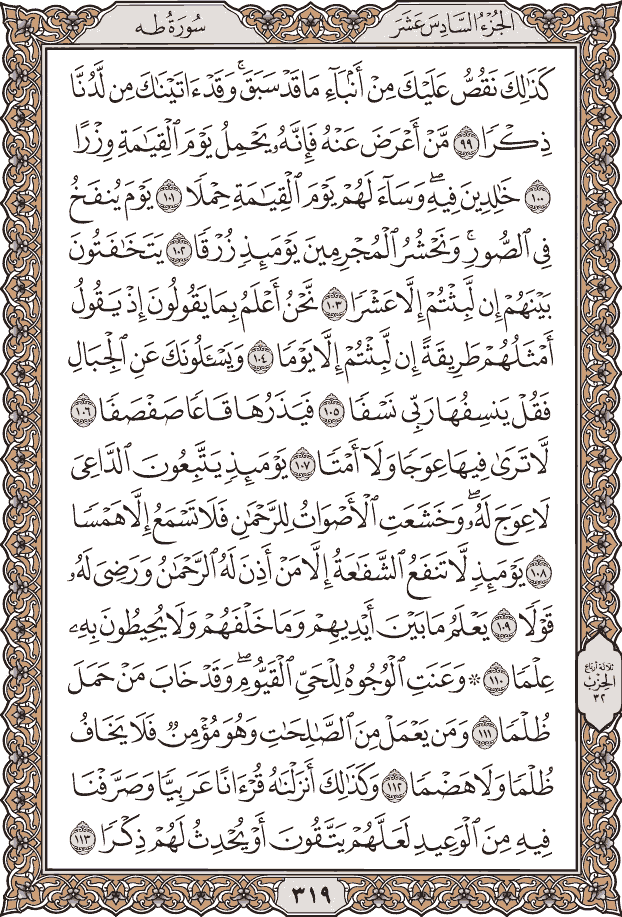 الجُزْءُ السَّادِسَ عَشَرَ
سُورَةُ طه
كَذَٰلِكَ نَقُصُّ عَلَيْكَ مِنْ أَنۢبَآءِ مَا قَدْ سَبَقَۚ وَقَدْ ءَاتَيْنَٰكَ مِن لَّدُنَّا
ذِكْرًا ٩٩ مَّنْ أَعْرَضَ عَنْهُ فَإِنَّهُۥ يَحْمِلُ يَوْمَ ٱلْقِيَٰمَةِ وِزْرًا
١٠٠ خَٰلِدِينَ فِيهِۖ وَسَآءَ لَهُمْ يَوْمَ ٱلْقِيَٰمَةِ حِمْلًا ١٠١ يَوْمَ يُنفَخُ
فِى ٱلصُّورِۚ وَنَحْشُرُ ٱلْمُجْرِمِينَ يَوْمَئِذٍ زُرْقًا ١٠٢ يَتَخَٰفَتُونَ
بَيْنَهُمْ إِن لَّبِثْتُمْ إِلَّا عَشْرًا ١٠٣ نَّحْنُ أَعْلَمُ بِمَا يَقُولُونَ إِذْ يَقُولُ
أَمْثَلُهُمْ طَرِيقَةً إِن لَّبِثْتُمْ إِلَّا يَوْمًا ١٠٤ وَيَسْـَٔلُونَكَ عَنِ ٱلْجِبَالِ
فَقُلْ يَنسِفُهَا رَبِّى نَسْفًا ١٠٥ فَيَذَرُهَا قَاعًا صَفْصَفًا ١٠٦
لَّا تَرَىٰ فِيهَا عِوَجًا وَلَآ أَمْتًا ١٠٧ يَوْمَئِذٍ يَتَّبِعُونَ ٱلدَّاعِىَ
لَا عِوَجَ لَهُۥۖ وَخَشَعَتِ ٱلْأَصْوَاتُ لِلرَّحْمَٰنِ فَلَا تَسْمَعُ إِلَّا هَمْسًا
١٠٨ يَوْمَئِذٍ لَّا تَنفَعُ ٱلشَّفَٰعَةُ إِلَّا مَنْ أَذِنَ لَهُ ٱلرَّحْمَٰنُ وَرَضِىَ لَهُۥ
قَوْلًا ١٠٩ يَعْلَمُ مَا بَيْنَ أَيْدِيهِمْ وَمَا خَلْفَهُمْ وَلَا يُحِيطُونَ بِهِۦ
عِلْمًا ١١٠ ۞ وَعَنَتِ ٱلْوُجُوهُ لِلْحَىِّ ٱلْقَيُّومِۖ وَقَدْ خَابَ مَنْ حَمَلَ
ظُلْمًا ١١١ وَمَن يَعْمَلْ مِنَ ٱلصَّٰلِحَٰتِ وَهُوَ مُؤْمِنٌ فَلَا يَخَافُ
ظُلْمًا وَلَا هَضْمًا ١١٢ وَكَذَٰلِكَ أَنزَلْنَٰهُ قُرْءَانًا عَرَبِيًّا وَصَرَّفْنَا
فِيهِ مِنَ ٱلْوَعِيدِ لَعَلَّهُمْ يَتَّقُونَ أَوْ يُحْدِثُ لَهُمْ ذِكْرًا ١١٣
ثلاثة أرباع
الحِزْب
٣٢
٣١٩